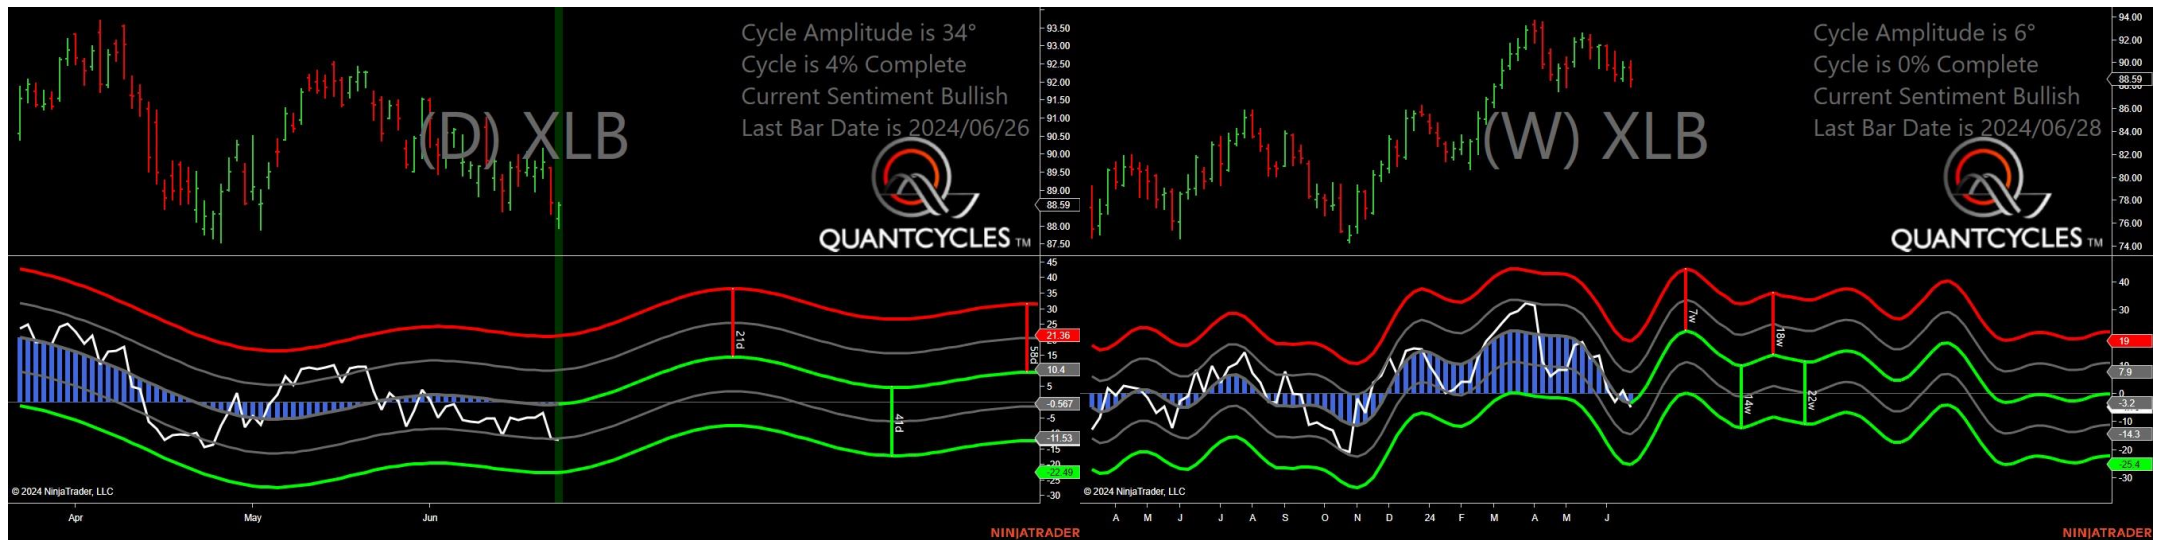 Cycle Amplitude is 34°
Cycle is 4% Complete
Current Sentiment Bullish
Last Bar Date is 2024/06/26
(D) XLB
QUANTCYCLES TM
93.50
93.00
92.50
92.00
91.50
91.00
90.50
90.00
89.50
89.00
88.59
88.00
87.50
45
40
35
30
25
21.36
15
10.4
5
-0.567
-5
-11.53
-15
-20
-22.49
-25
-30
21d
41d
58d
© 2024 NinjaTrader, LLC
Apr May Jun
NINJATRADER
Cycle Amplitude is 6°
Cycle is 0% Complete
Current Sentiment Bullish
Last Bar Date is 2024/06/28
(W) XLB
QUANTCYCLES TM
94.00
92.00
90.00
88.59
88.00
86.00
84.00
82.00
80.00
78.00
76.00
74.00
40
30
19
10
7.9
0
-3.2
-10
-14.3
-20
-25.4
-30
7w
14w
18w
22w
© 2024 NinjaTrader, LLC
A M J J A S O N D 24 F M A M J
NINJATRADER